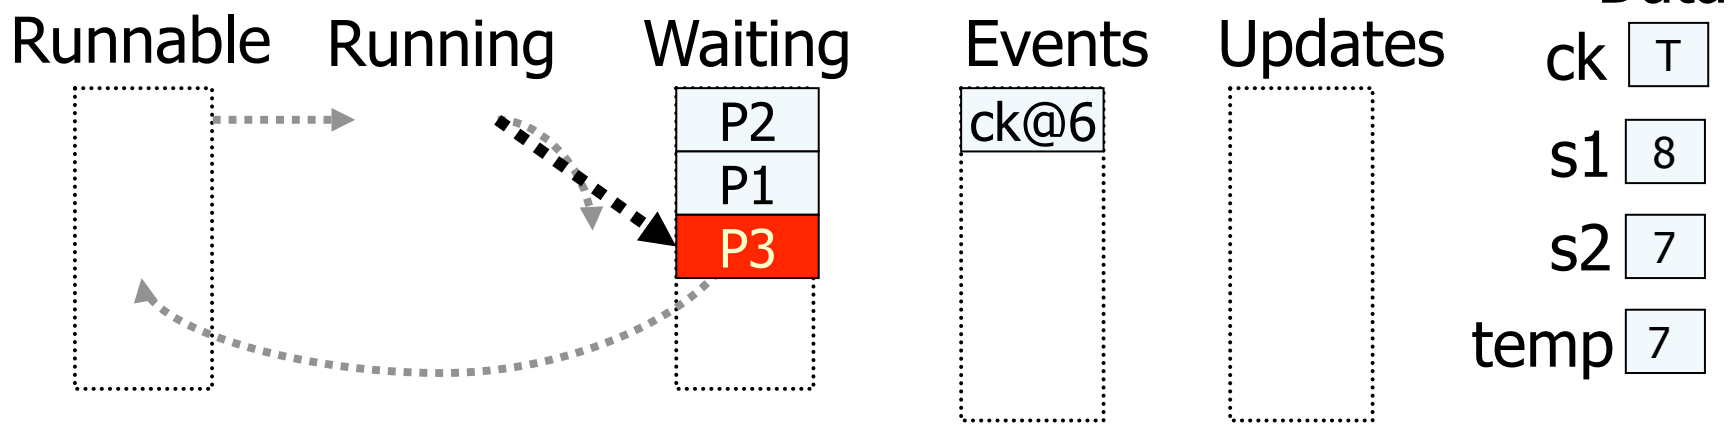 Runnable Running Waiting Events Updates
ck T
P2 ck@6
s1 8
P1
P3
s2 7
temp 7